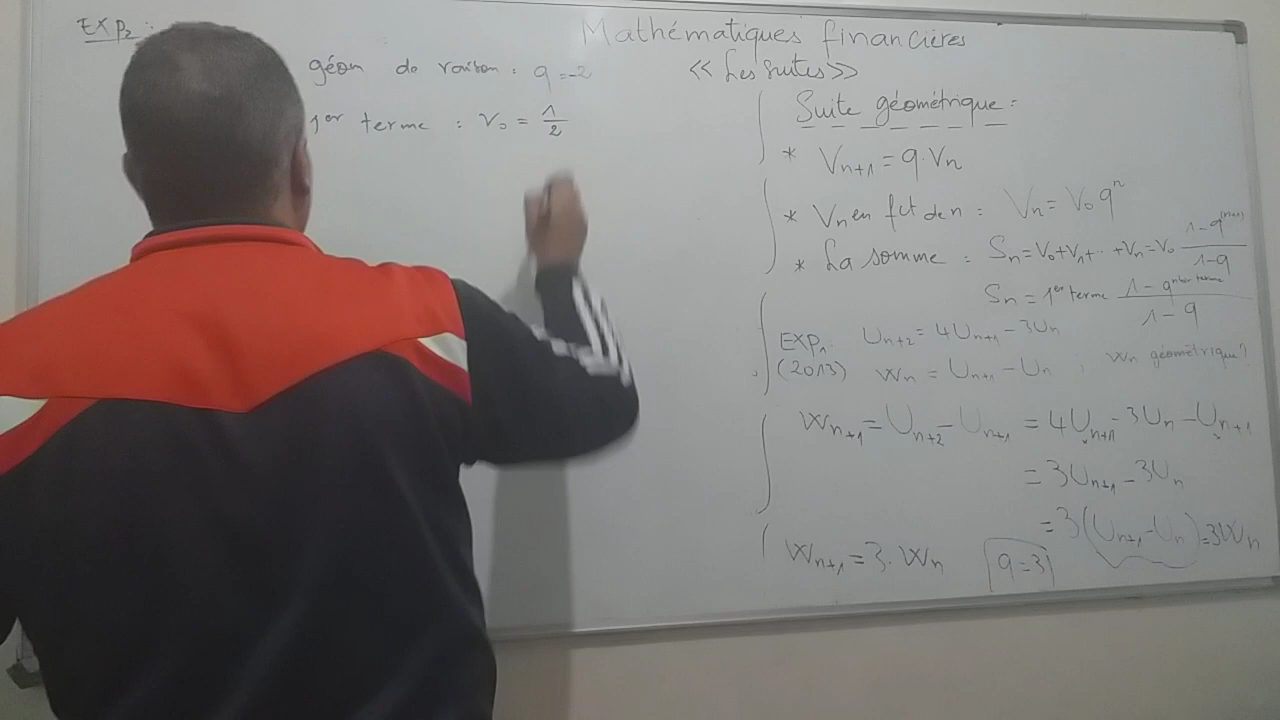 Mathématiques financières
<< Les suites >>
EXP2 :
géom de raison : q = -2
1er terme : V0 = 1/2
Suite géométrique :
* Vn+1 = q.Vn
* Vn en fct de n : Vn = V0 q^n
* La somme : Sn = V0+V1+..+Vn = V0 (1-q^(n+1))/(1-q)
Sn = 1er terme (1 - q^nbr terme)/(1 - q)
EXP1: Un+2 = 4Un+1 - 3Un
(2013) Wn = Un+1 - Un , Wn géométrique?
Wn+1 = Un+2 - Un+1 = 4Un+1 - 3Un - Un+1
= 3Un+1 - 3Un
= 3(Un+1 - Un) = 3Wn
Wn+1 = 3.Wn q = 3